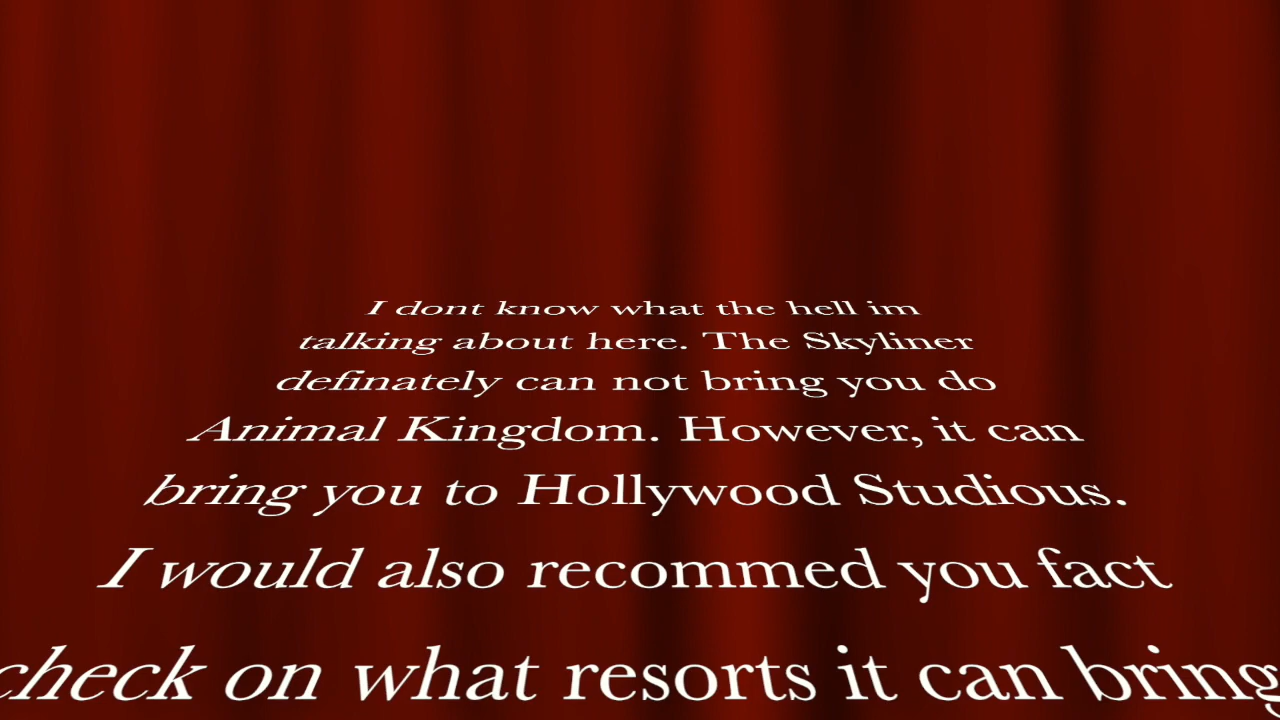 I dont know what the hell im
talking about here. The Skyliner
definately can not bring you do
Animal Kingdom. However, it can
bring you to Hollywood Studious.
I would also recommed you fact
check on what resorts it can bring